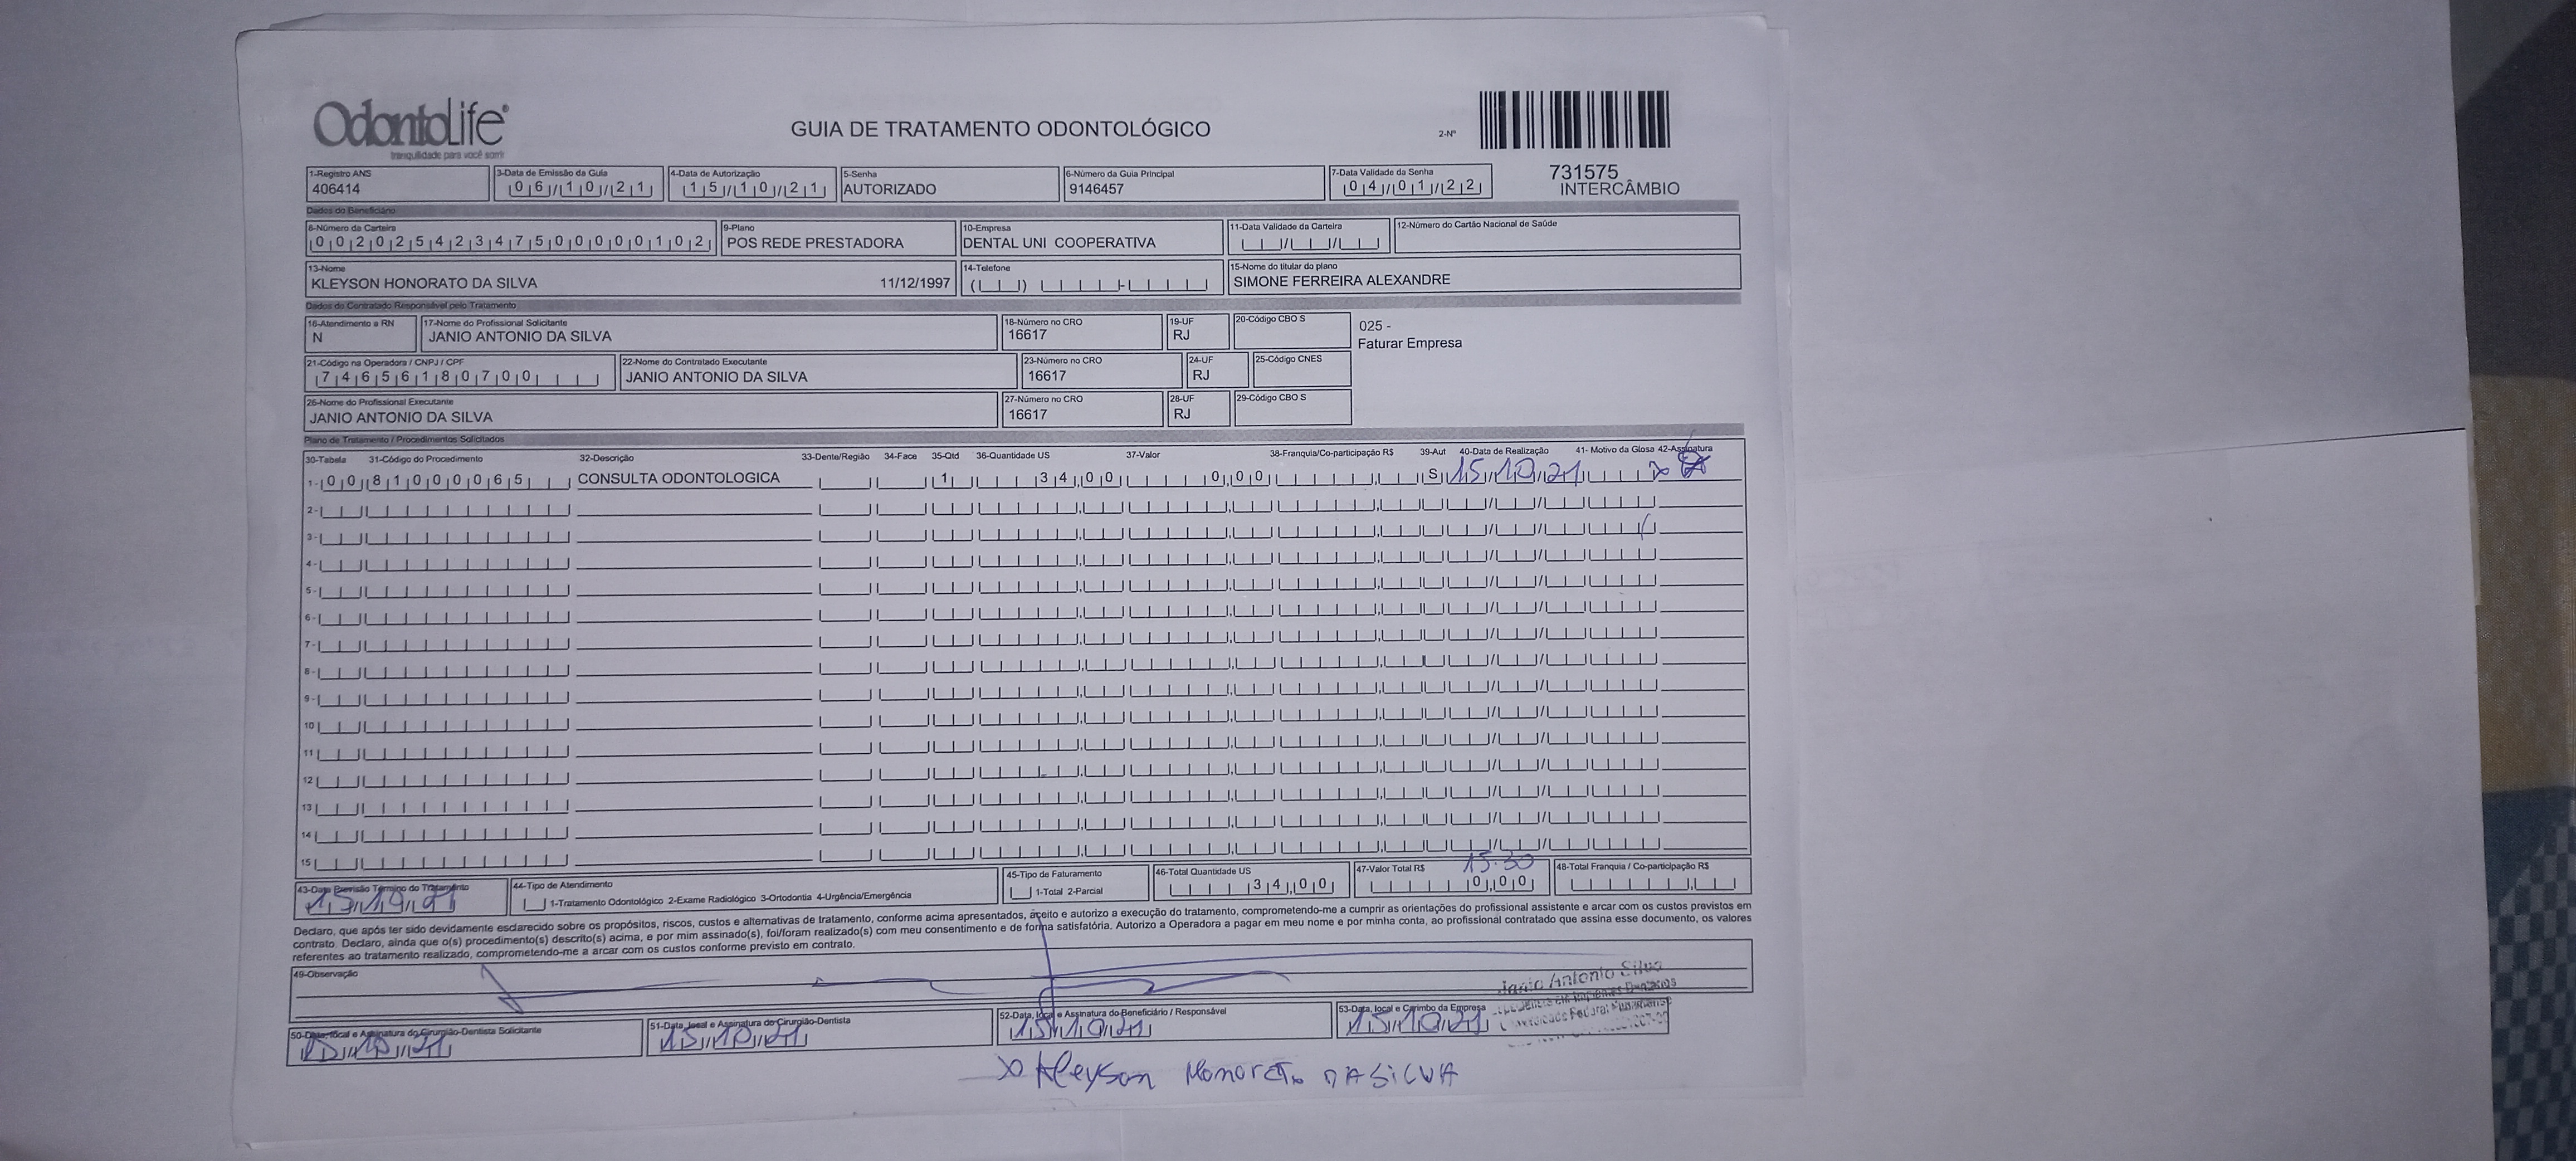 OdontoLife®
tranquilidade para você sorrir
GUIA DE TRATAMENTO ODONTOLÓGICO
2-Nº
731575
INTERCÂMBIO
1-Registro ANS
406414
3-Data de Emissão da Guia
06/10/21
4-Data de Autorização
15/10/21
5-Senha
AUTORIZADO
6-Número da Guia Principal
9146457
7-Data Validade da Senha
04/01/22
Dados do Beneficiário
8-Número da Carteira
00202542347500000102
9-Plano
POS REDE PRESTADORA
10-Empresa
DENTAL UNI COOPERATIVA
11-Data Validade da Carteira
12-Número do Cartão Nacional de Saúde
13-Nome
KLEYSON HONORATO DA SILVA 11/12/1997
14-Telefone
15-Nome do titular do plano
SIMONE FERREIRA ALEXANDRE
Dados do Contratado Responsável pelo Tratamento
16-Atendimento a RN
N
17-Nome do Profissional Solicitante
JANIO ANTONIO DA SILVA
18-Número no CRO
16617
19-UF
RJ
20-Código CBO S
025 -
Faturar Empresa
21-Código na Operadora / CNPJ / CPF
74656180700
22-Nome do Contratado Executante
JANIO ANTONIO DA SILVA
23-Número no CRO
16617
24-UF
RJ
25-Código CNES
26-Nome do Profissional Executante
JANIO ANTONIO DA SILVA
27-Número no CRO
16617
28-UF
RJ
29-Código CBO S
Plano de Tratamento / Procedimentos Solicitados
30-Tabela 31-Código do Procedimento 32-Descrição 33-Dente/Região 34-Face 35-Qtd 36-Quantidade US 37-Valor 38-Franquia/Co-participação R$ 39-Aut 40-Data de Realização 41- Motivo da Glosa 42-Assinatura
1- 00 81000065 CONSULTA ODONTOLOGICA 1 34,00 0,00 S 15/10/21
2-
3-
4-
5-
6-
7-
8-
9-
10
11
12
13
14
15
43-Data Previsão Término do Tratamento
15/10/21
44-Tipo de Atendimento
1-Tratamento Odontológico 2-Exame Radiológico 3-Ortodontia 4-Urgência/Emergência
45-Tipo de Faturamento
1-Total 2-Parcial
46-Total Quantidade US
34,00
47-Valor Total R$
15.30
0,00
48-Total Franquia / Co-participação R$
Declaro, que após ter sido devidamente esclarecido sobre os propósitos, riscos, custos e alternativas de tratamento, conforme acima apresentados, aceito e autorizo a execução do tratamento, comprometendo-me a cumprir as orientações do profissional assistente e arcar com os custos previstos em
contrato. Declaro, ainda que o(s) procedimento(s) descrito(s) acima, e por mim assinado(s), foi/foram realizado(s) com meu consentimento e de forma satisfatória. Autorizo a Operadora a pagar em meu nome e por minha conta, ao profissional contratado que assina esse documento, os valores
referentes ao tratamento realizado, comprometendo-me a arcar com os custos conforme previsto em contrato.
49-Observação
Janio Antonio Silva
50-Data, local e Assinatura do Cirurgião-Dentista Solicitante
15/10/21
51-Data, local e Assinatura do Cirurgião-Dentista
15/10/21
52-Data, local e Assinatura do Beneficiário / Responsável
15/10/21
53-Data, local e Carimbo da Empresa
15/10/21
Kleyson Honorato DA SILVA